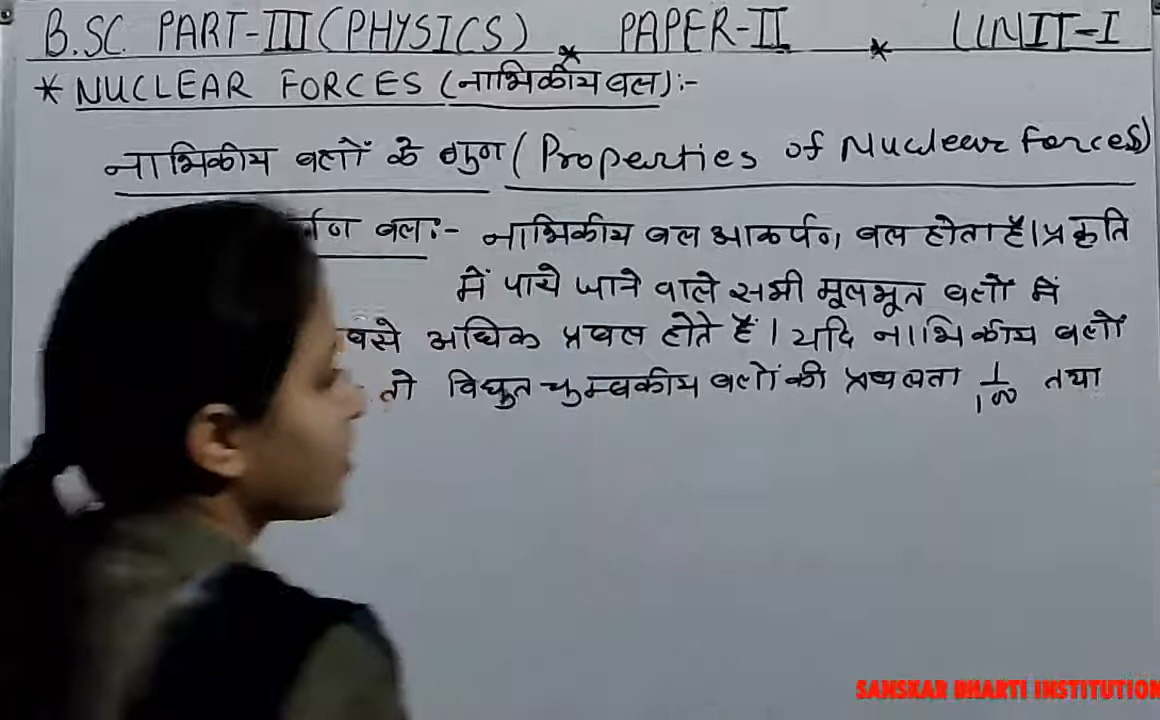 B.SC. PART-III (PHYSICS) * PAPER-II * UNIT-I
* NUCLEAR FORCES (नाभिकीय बल) :-
नाभिकीय बलों के गुण (Properties of Nuclear Forces)
बल :- नाभिकीय बल आकर्षण बल होता है। प्रकृति
में पाये जाने वाले सभी मूलभूत बलों में
अधिक प्रबल होते हैं। यदि नाभिकीय बलों
तो विद्युत चुम्बकीय बलों की प्रबलता 1/100 तथा
SANSKAR BHARTI INSTITUTION